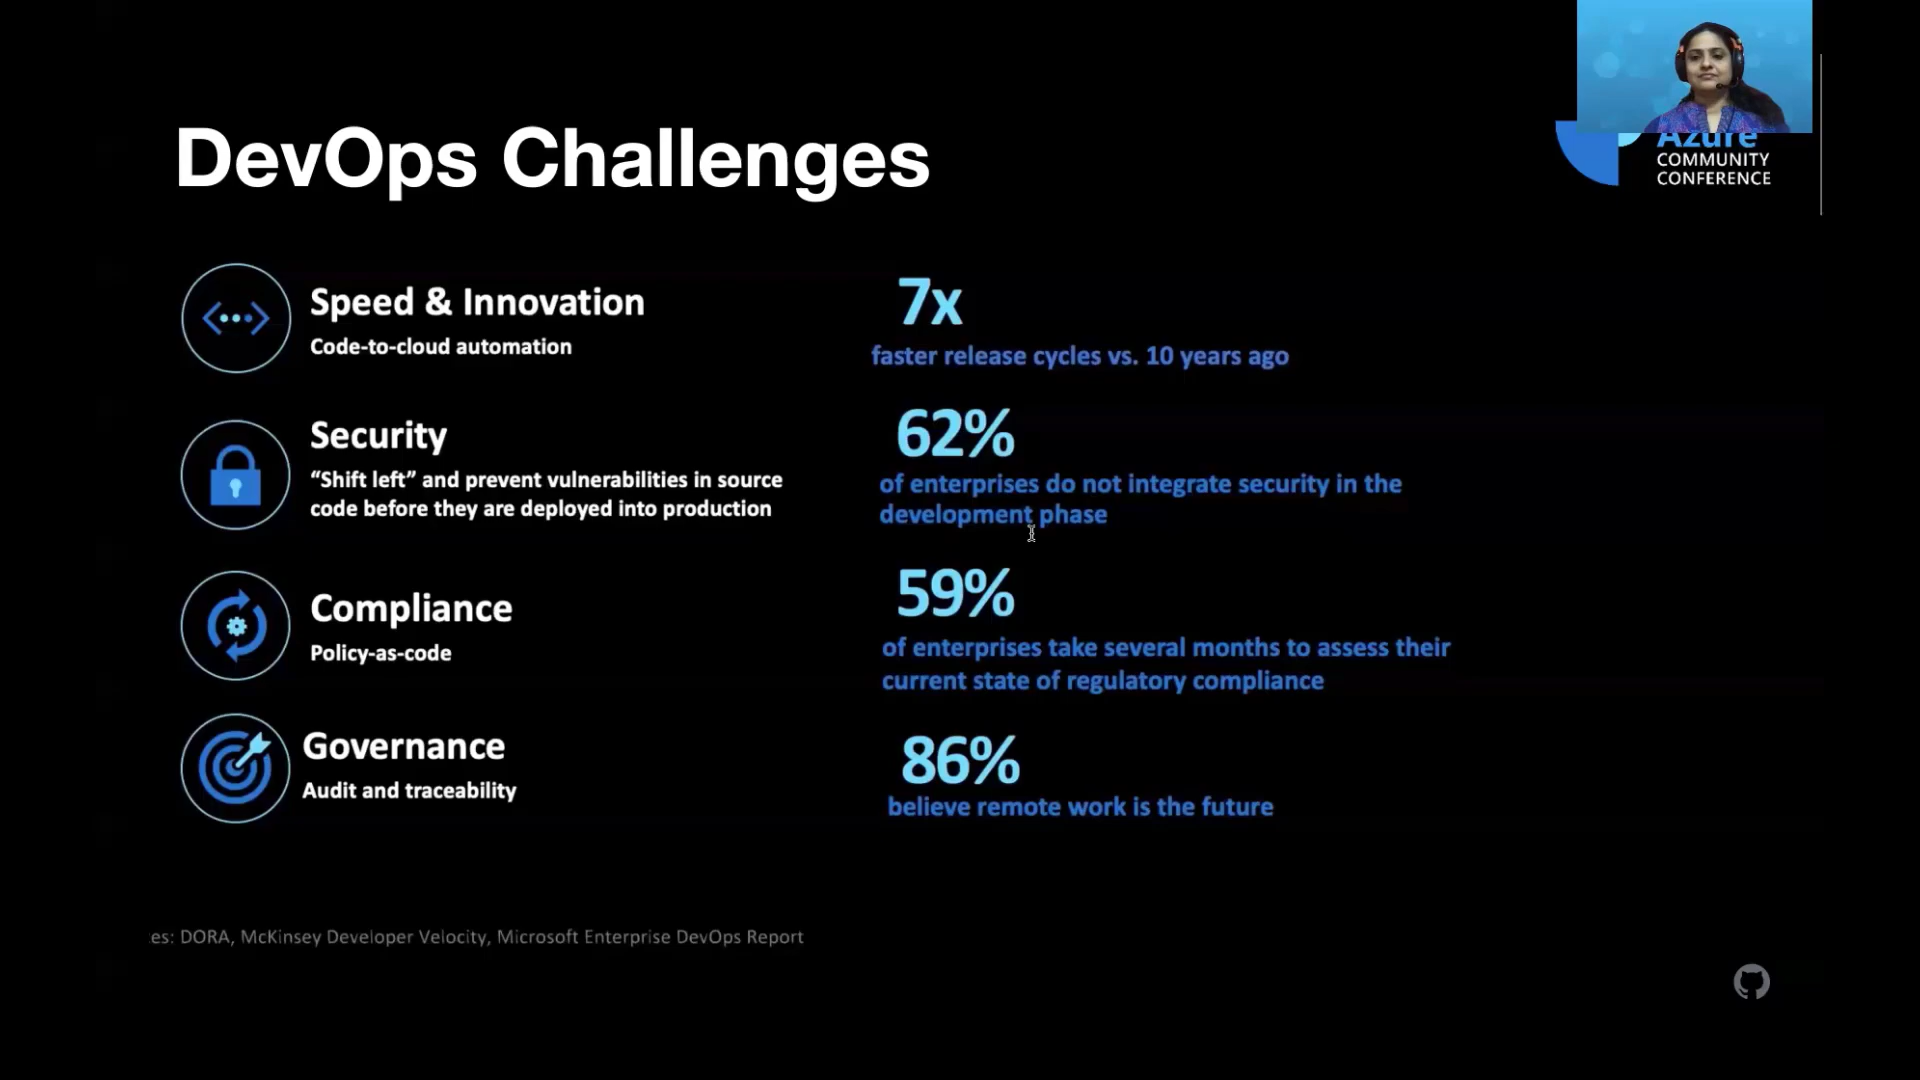 DevOps Challenges
Azure
COMMUNITY
CONFERENCE
Speed & Innovation
Code-to-cloud automation
7x
faster release cycles vs. 10 years ago
Security
“Shift left” and prevent vulnerabilities in source
code before they are deployed into production
62%
of enterprises do not integrate security in the
development phase
Compliance
Policy-as-code
59%
of enterprises take several months to assess their
current state of regulatory compliance
Governance
Audit and traceability
86%
believe remote work is the future
es: DORA, McKinsey Developer Velocity, Microsoft Enterprise DevOps Report